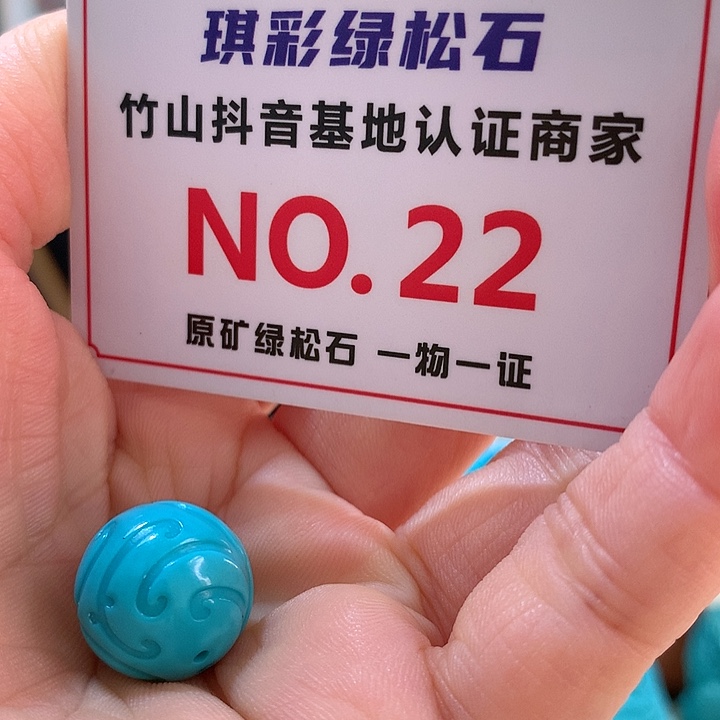 琪彩绿松石
竹山抖音基地认证商家
NO.22
原矿绿松石 一物一证